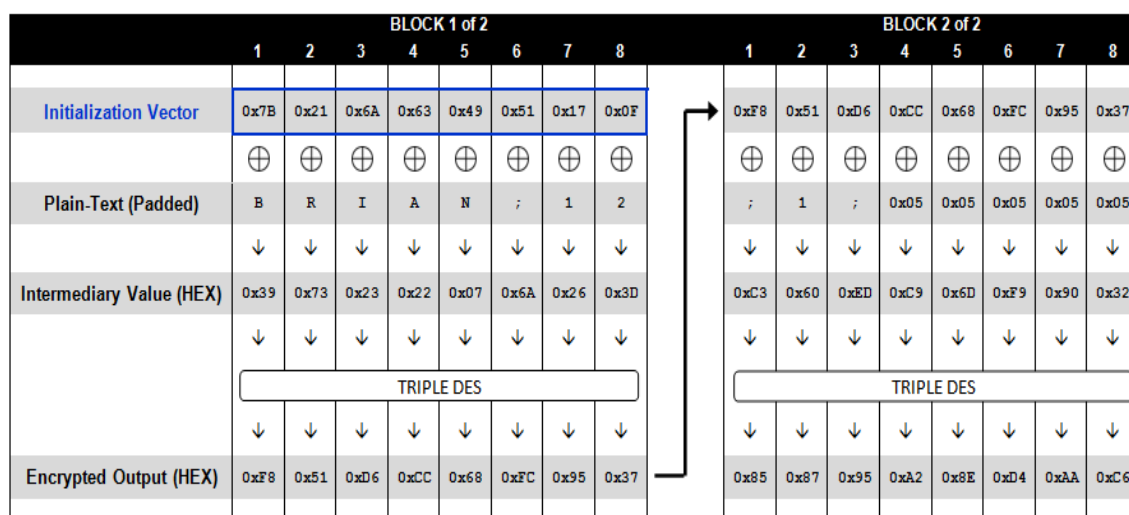 BLOCK 1 of 2 BLOCK 2 of 2
1 2 3 4 5 6 7 8 1 2 3 4 5 6 7 8
Initialization Vector 0x7B 0x21 0x6A 0x63 0x49 0x51 0x17 0x0F 0xF8 0x51 0xD6 0xCC 0x68 0xFC 0x95 0x37
Plain-Text (Padded) B R I A N ; 1 2 ; 1 ; 0x05 0x05 0x05 0x05 0x05
Intermediary Value (HEX) 0x39 0x73 0x23 0x22 0x07 0x6A 0x26 0x3D 0xC3 0x60 0xED 0xC9 0x6D 0xF9 0x90 0x32
TRIPLE DES TRIPLE DES
Encrypted Output (HEX) 0xF8 0x51 0xD6 0xCC 0x68 0xFC 0x95 0x37 0x85 0x87 0x95 0xA2 0x8E 0xD4 0xAA 0xC6